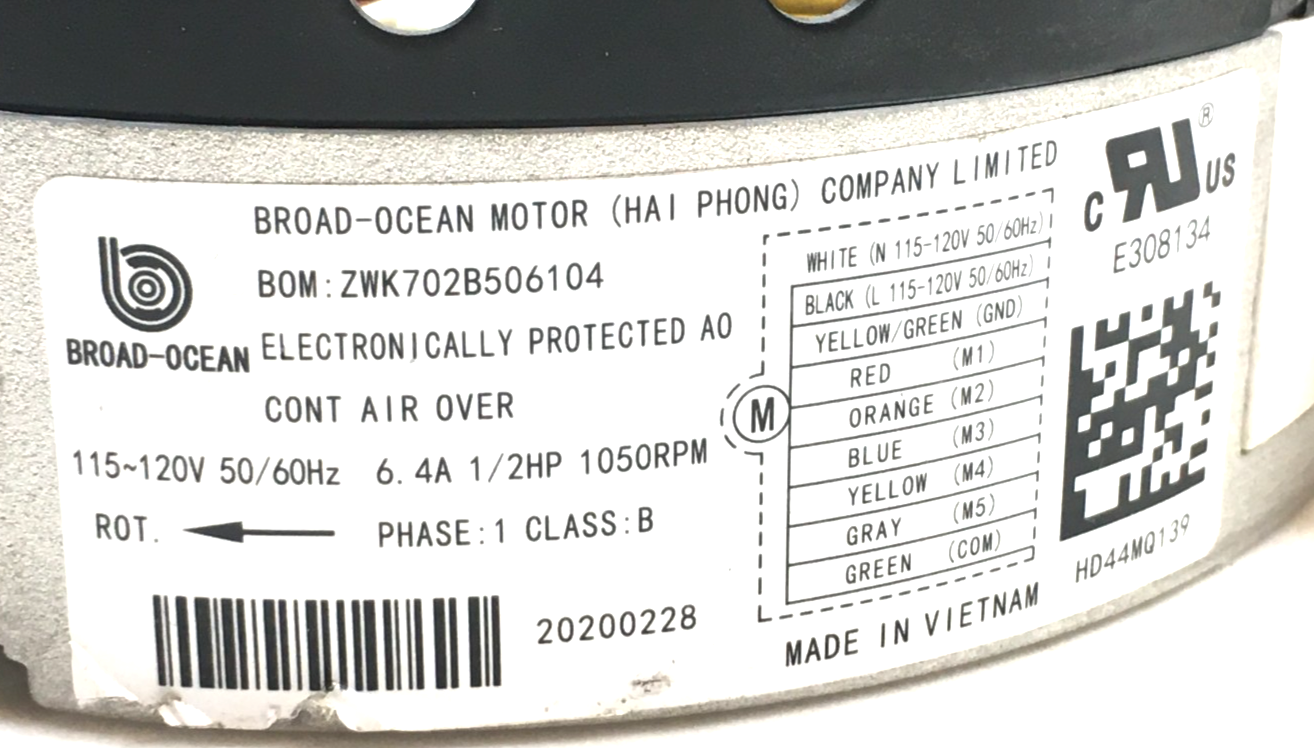 BROAD-OCEAN MOTOR (HAI PHONG) COMPANY LIMITED
BROAD-OCEAN
BOM:ZWK702B506104
ELECTRONICALLY PROTECTED AO
CONT AIR OVER
115~120V 50/60Hz 6.4A 1/2HP 1050RPM
ROT. PHASE:1 CLASS:B
20200228
M
WHITE (N 115-120V 50/60Hz)
BLACK (L 115-120V 50/60Hz)
YELLOW/GREEN (GND)
RED (M1)
ORANGE (M2)
BLUE (M3)
YELLOW (M4)
GRAY (M5)
GREEN (COM)
MADE IN VIETNAM
C RU US ®
E308134
HD44MQ139